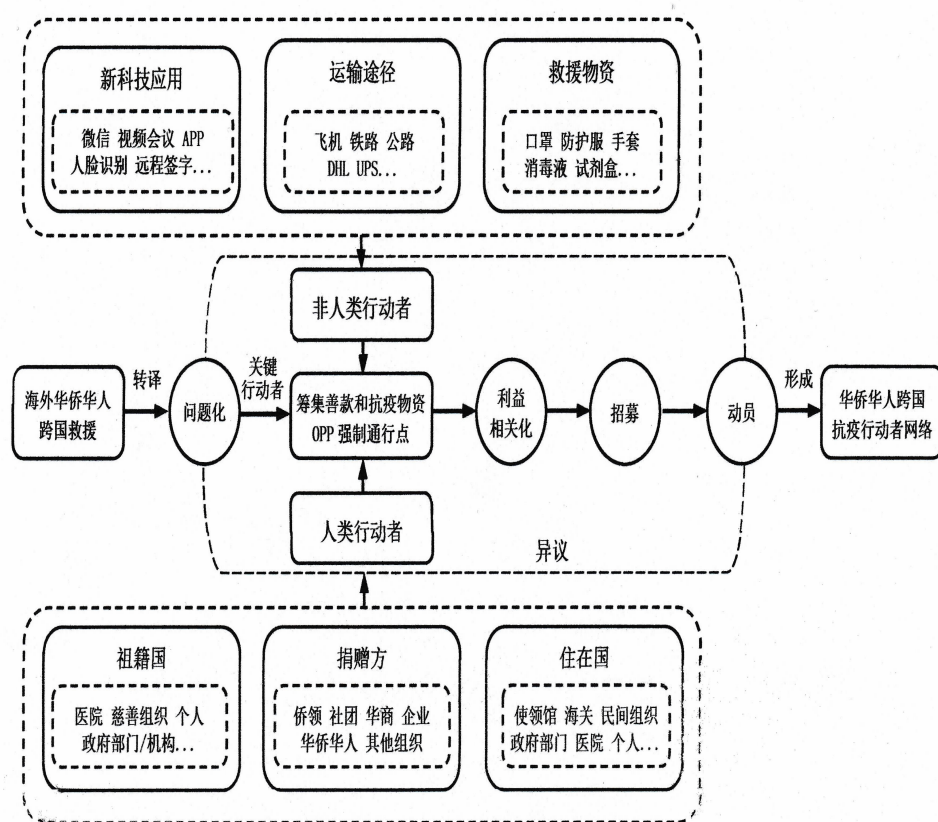 新科技应用
微信 视频会议 APP
人脸识别 远程签字...
运输途径
飞机 铁路 公路
DHL UPS...
救援物资
口罩 防护服 手套
消毒液 试剂盒...
非人类行动者
海外华侨华人
跨国救援
转译
问题化
关键
行动者
筹集善款和抗疫物资
OPP 强制通行点
利益
相关化
招募
动员
形成
华侨华人跨国
抗疫行动者网络
人类行动者
异议
祖籍国
医院 慈善组织 个人
政府部门/机构...
捐赠方
侨领 社团 华商 企业
华侨华人 其他组织
住在国
使领馆 海关 民间组织
政府部门 医院 个人...